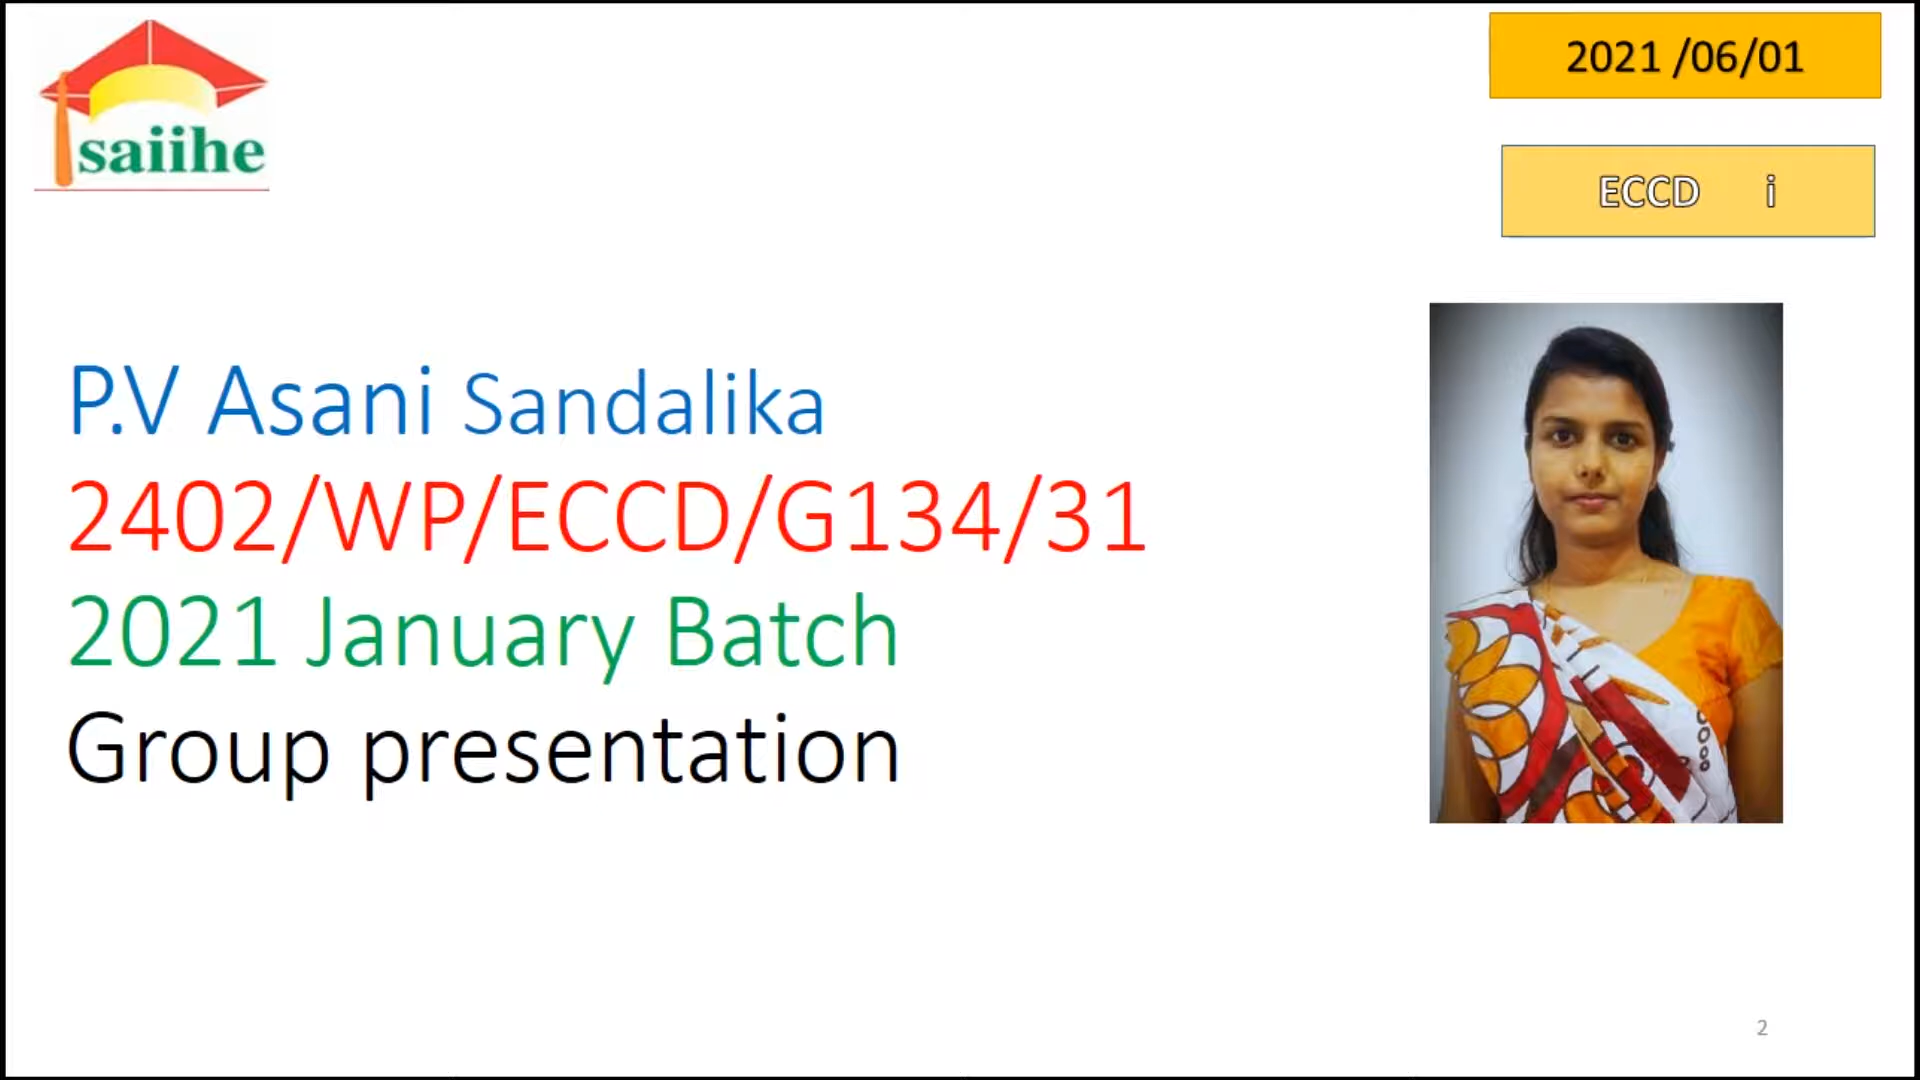 saiihe
2021 /06/01
ECCD i
P.V Asani Sandalika
2402/WP/ECCD/G134/31
2021 January Batch
Group presentation
2